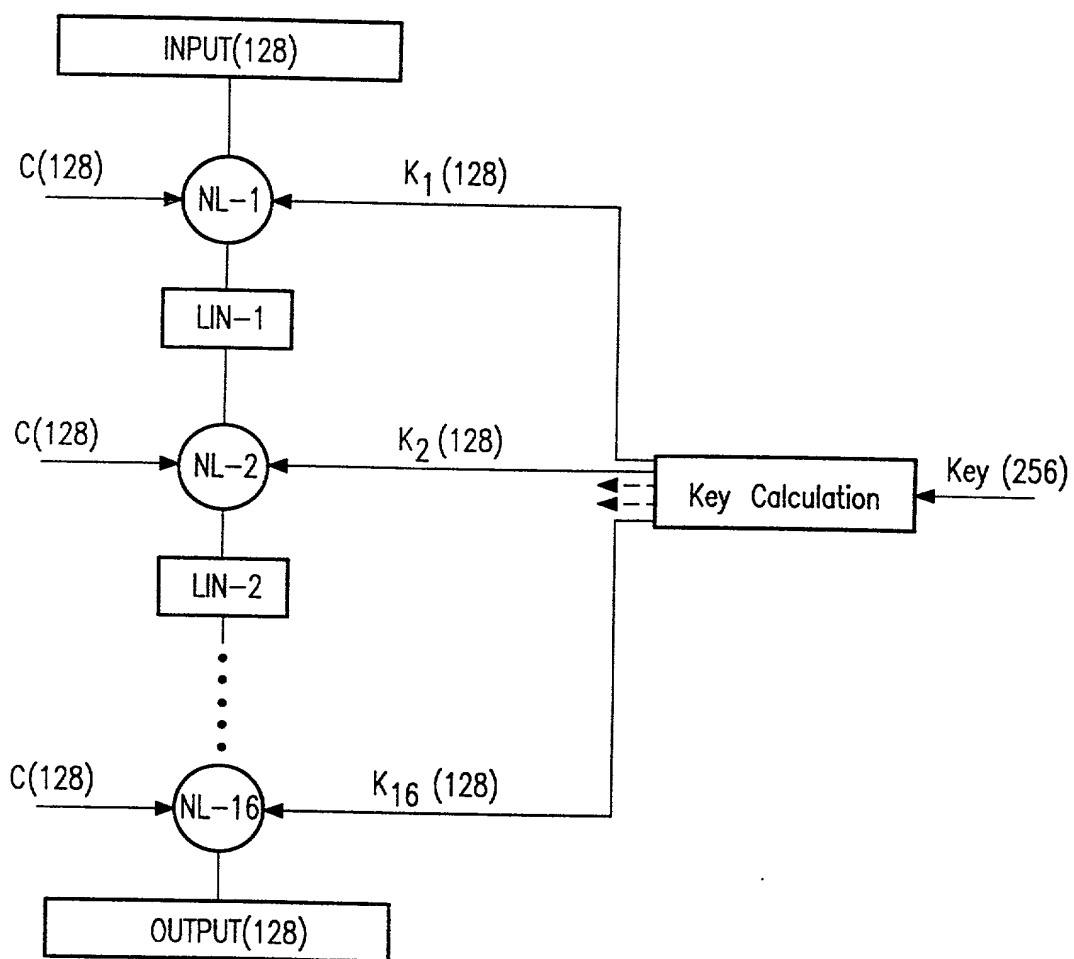 INPUT(128)
C(128)
K1 (128)
NL-1
LIN-1
C(128)
K2 (128)
NL-2
Key Calculation
Key (256)
LIN-2
C(128)
K16 (128)
NL-16
OUTPUT(128)